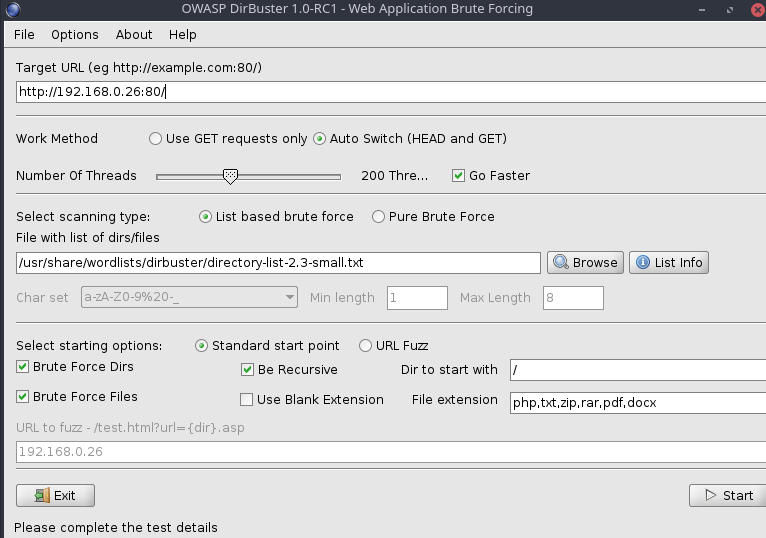 OWASP DirBuster 1.0-RC1 - Web Application Brute Forcing
File Options About Help
Target URL (eg http://example.com:80/)
http://192.168.0.26:80/
Work Method Use GET requests only Auto Switch (HEAD and GET)
Number Of Threads 200 Thre... Go Faster
Select scanning type: List based brute force Pure Brute Force
File with list of dirs/files
/usr/share/wordlists/dirbuster/directory-list-2.3-small.txt Browse List Info
Char set a-zA-Z0-9%20-_ Min length 1 Max Length 8
Select starting options: Standard start point URL Fuzz
Brute Force Dirs Be Recursive Dir to start with /
Brute Force Files Use Blank Extension File extension php,txt,zip,rar,pdf,docx
URL to fuzz - /test.html?url={dir}.asp
192.168.0.26
Exit Start
Please complete the test details